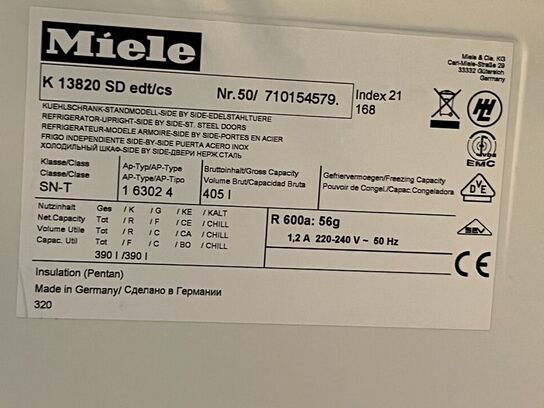 Miele
Miele & Cie. KG
Carl-Miele-Straße 29
33332 Gütersloh
Germany
K 13820 SD edt/cs Nr.50/ 710154579. Index 21
168
KUEHLSCHRANK-STANDMODELL-SIDE BY SIDE-EDELSTAHLTUERE
REFRIGERATOR-UPRIGHT-SIDE BY SIDE-ST. STEEL DOORS
REFRIGERATEUR-MODELE ARMOIRE-SIDE BY SIDE-PORTES EN ACIER
FRIGO INDEPENDIENTE SIDE-BY-SIDE PUERTA ACERO INOX
ХОЛОДИЛЬНЫЙ ШКАФ-SIDE BY SIDE-ДВЕРИ НЕРЖ.СТАЛЬ
EMC
Klasse/Class Ap-Typ/AP-Type Bruttoinhalt/Gross Capacity Gefriervermoegen/Freezing Capacity
Classe/Clase AP-Type/AP-Tipo Volume Brut/Capacidad Bruta Pouvoir de Congel./Capac.Congeladora
SN-T 1 6302 4 405 l
Nutzinhalt Ges / K / G / KE / KALT
Net.Capacity Tot / R / F / CE / CHILL
Volume Utile Tot / R / C / CA / CHILL
Capac. Util Tot / F / C / BO / CHILL
390 l /390 l
R 600a: 56g
1,2 A 220-240 V ~ 50 Hz
DVE
SEV
CE
Insulation (Pentan)
Made in Germany/ Сделано в Германии
320